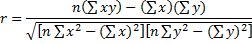 r = n(∑xy) − (∑x)(∑y) / √[n∑x² − (∑x)²][n∑y² − (∑y)²]